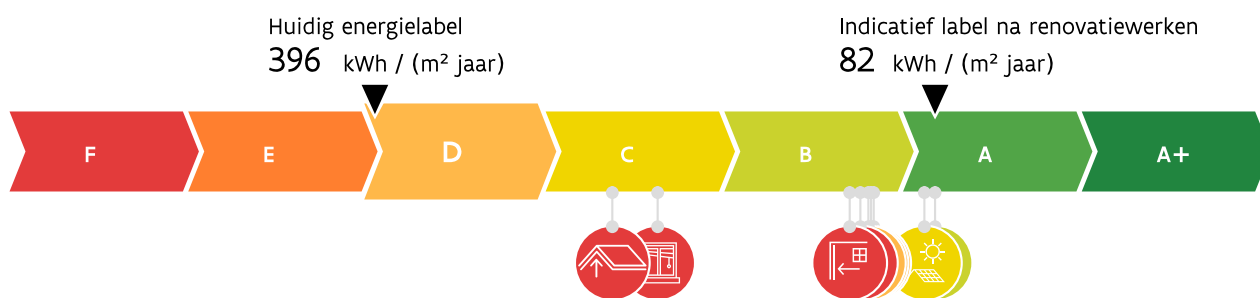 Huidig energielabel
396 kWh / (m² jaar)
Indicatief label na renovatiewerken
82 kWh / (m² jaar)
F E D C B A A+